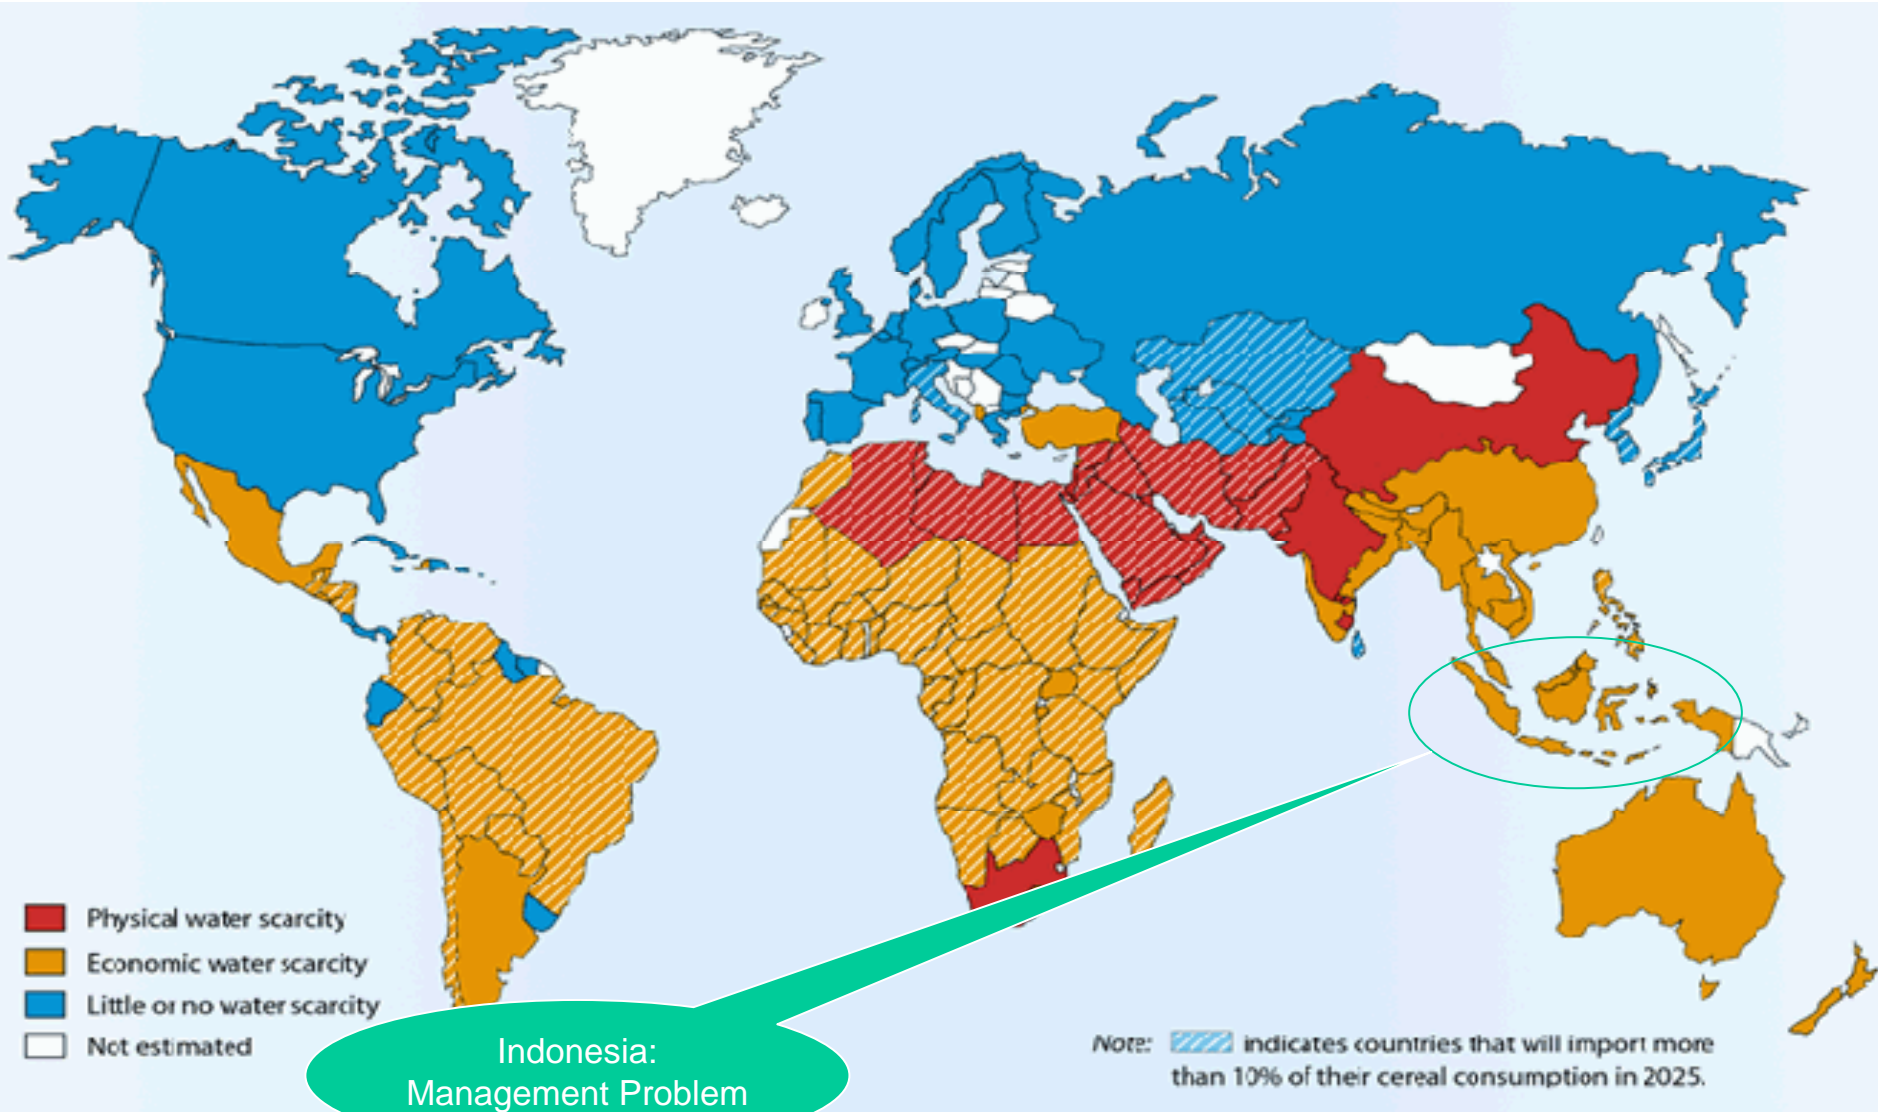 Physical water scarcity
Economic water scarcity
Little or no water scarcity
Not estimated
Indonesia:
Management Problem
Note: indicates countries that will import more
than 10% of their cereal consumption in 2025.